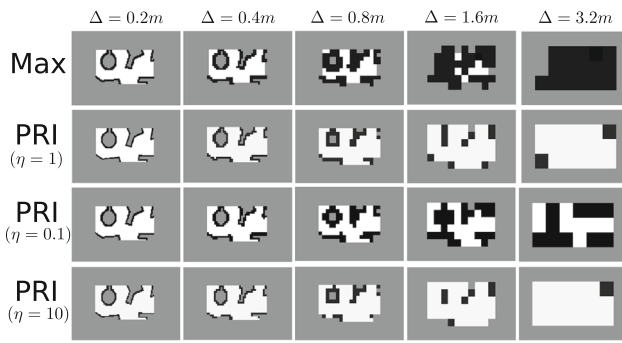 Δ = 0.2m Δ = 0.4m Δ = 0.8m Δ = 1.6m Δ = 3.2m
Max
PRI
(η = 1)
PRI
(η = 0.1)
PRI
(η = 10)